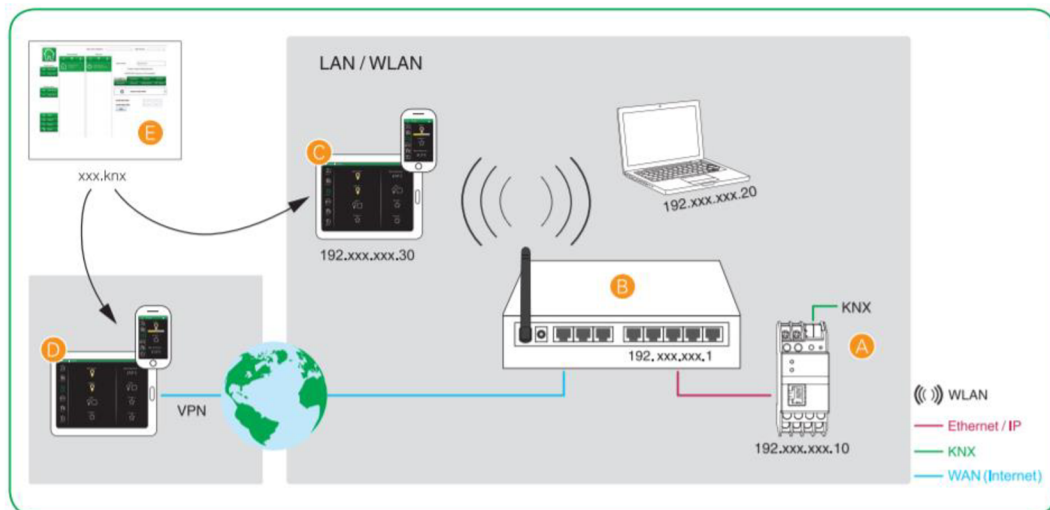 LAN / WLAN
E
xxx.knx
C
192.xxx.xxx.30
192.xxx.xxx.20
B
192. xxx.xxx.1
KNX
A
192.xxx.xxx.10
D
VPN
WLAN
Ethernet / IP
KNX
WAN (Internet)